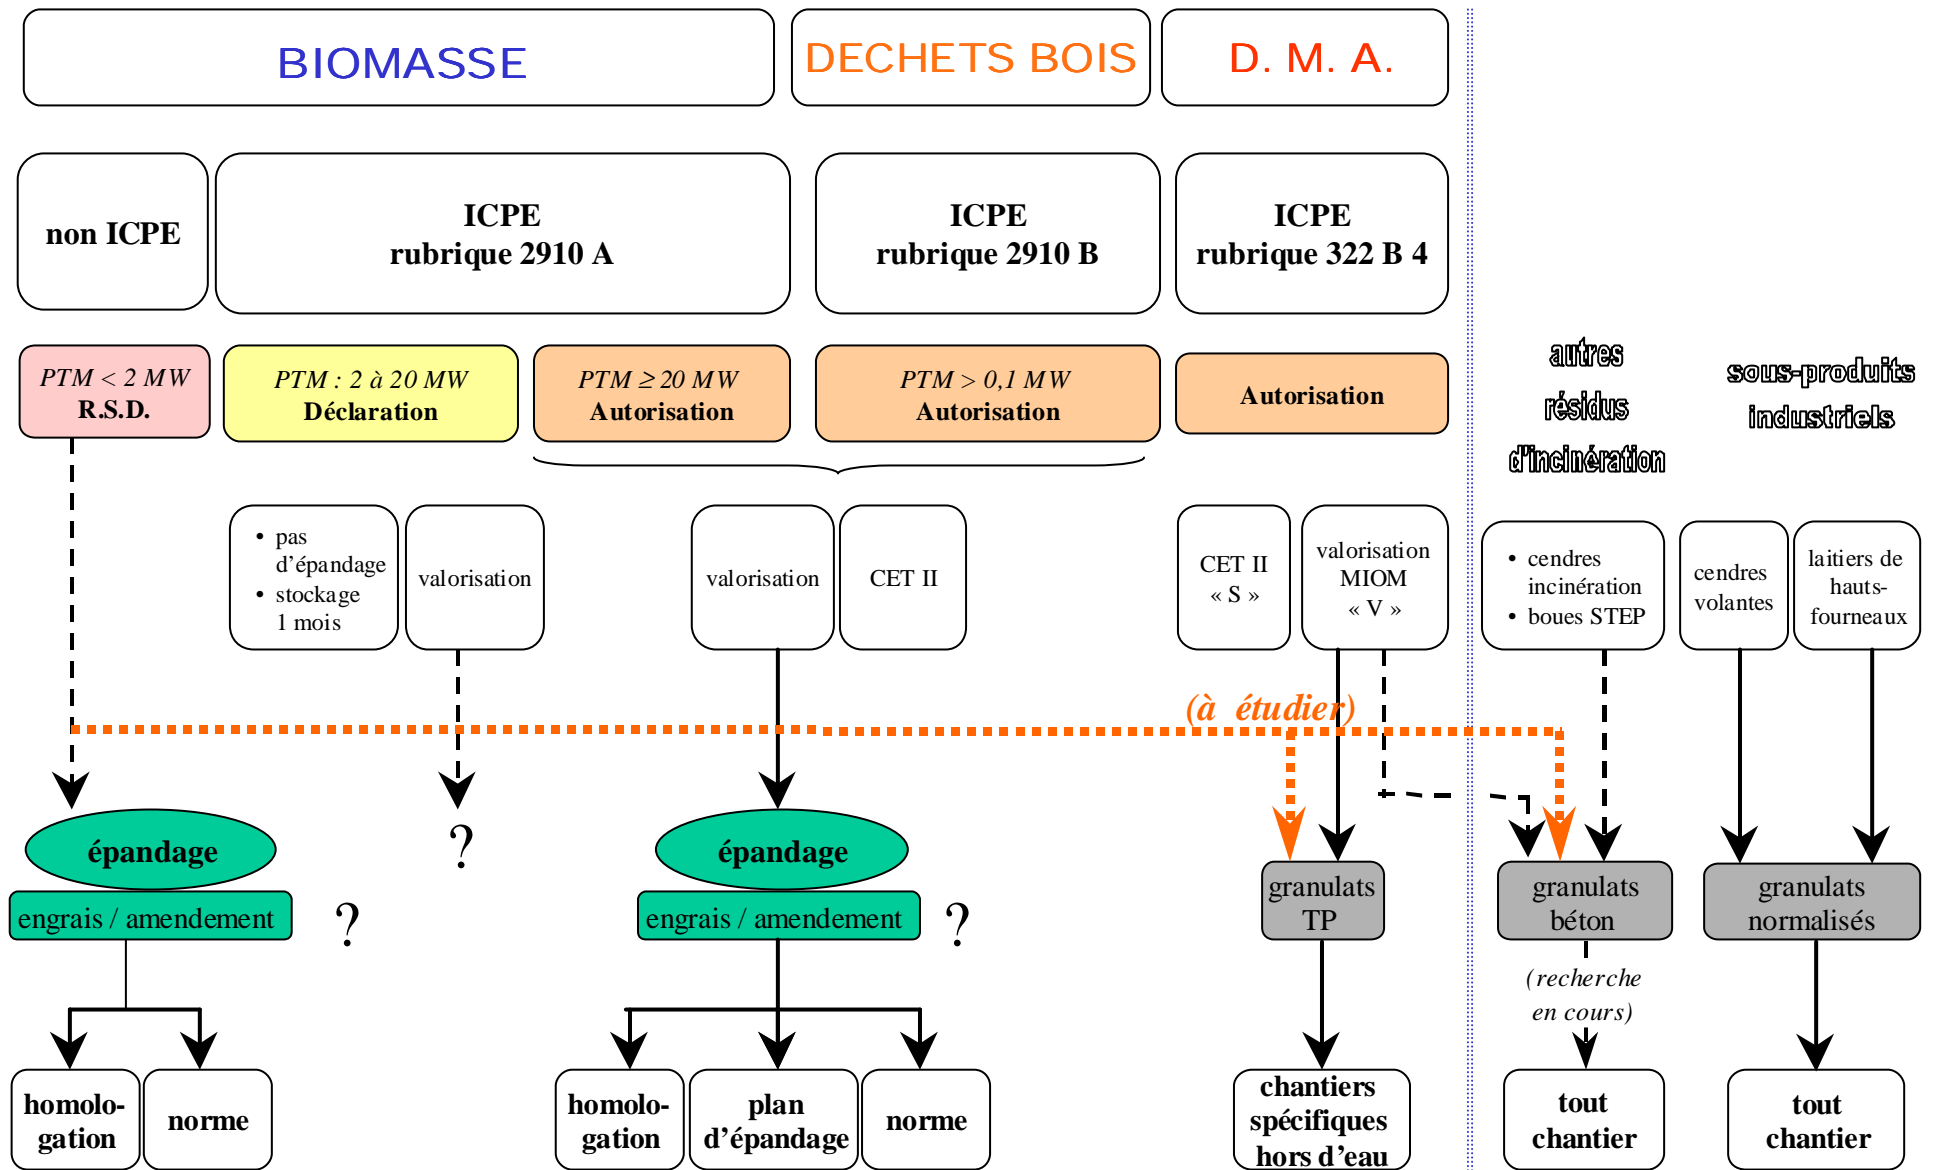 BIOMASSE
DECHETS BOIS
D. M. A.
non ICPE
ICPE
rubrique 2910 A
ICPE
rubrique 2910 B
ICPE
rubrique 322 B 4
PTM < 2 MW
R.S.D.
PTM : 2 à 20 MW
Déclaration
PTM ≥ 20 MW
Autorisation
PTM > 0,1 MW
Autorisation
Autorisation
autres
résidus
d'incinération
sous-produits
industriels
• pas
d’épandage
• stockage
1 mois
valorisation
valorisation
CET II
CET II
« S »
valorisation
MIOM
« V »
• cendres
incinération
• boues STEP
cendres
volantes
laitiers de
hauts-
fourneaux
(à étudier)
épandage
engrais / amendement
?
?
épandage
engrais / amendement
?
granulats
TP
granulats
béton
granulats
normalisés
(recherche
en cours)
homolo-
gation
norme
homolo-
gation
plan
d’épandage
norme
chantiers
spécifiques
hors d’eau
tout
chantier
tout
chantier